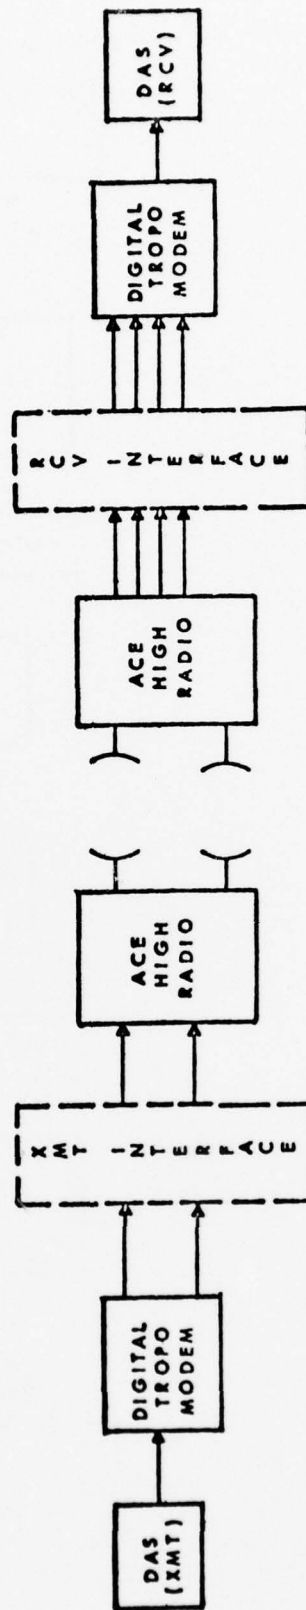 DAS
(XMT)
DIGITAL
TROPO
MODEM
XMT INTERFACE
ACE
HIGH
RADIO
ACE
HIGH
RADIO
RCV INTERFACE
DIGITAL
TROPO
MODEM
DAS
(RCV)